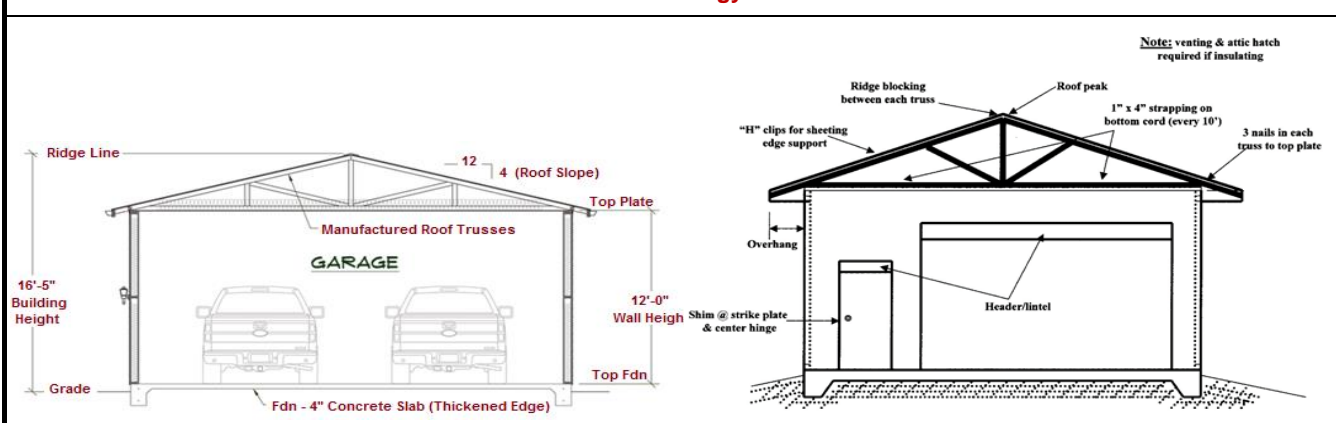 Note: venting & attic hatch
required if insulating
Ridge Line
12
4 (Roof Slope)
Top Plate
Manufactured Roof Trusses
GARAGE
16'-5"
Building
Height
12'-0"
Wall Heigh
Top Fdn
Grade
Fdn - 4" Concrete Slab (Thickened Edge)
Ridge blocking
between each truss
Roof peak
1" x 4" strapping on
bottom cord (every 10')
"H" clips for sheeting
edge support
3 nails in each
truss to top plate
Overhang
Header/lintel
Shim @ strike plate
& center hinge